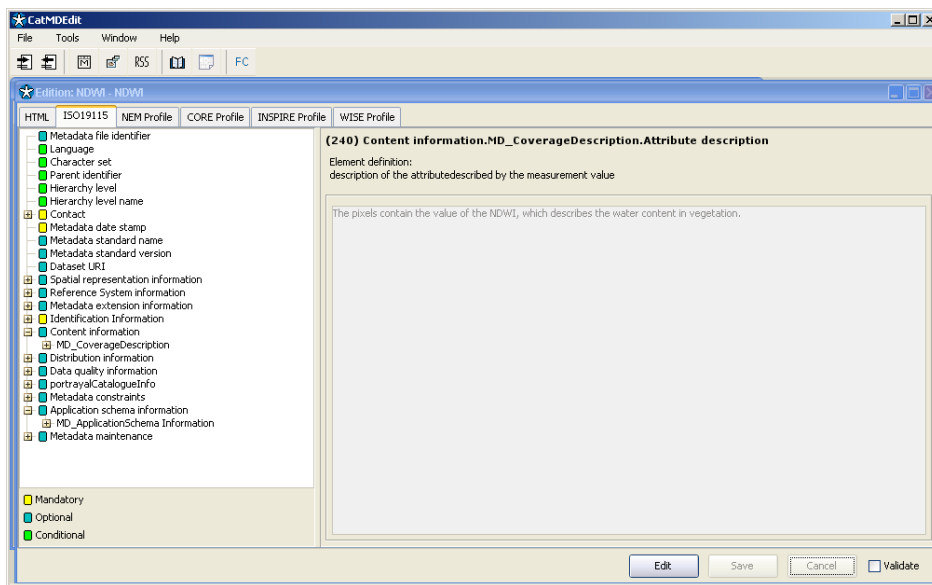 CatMDEdit
File Tools Window Help
RSS FC
Edition: NDWI - NDWI
HTML ISO19115 NEM Profile CORE Profile INSPIRE Profile WISE Profile
Metadata file identifier
Language
Character set
Parent identifier
Hierarchy level
Hierarchy level name
Contact
Metadata date stamp
Metadata standard name
Metadata standard version
Dataset URI
Spatial representation information
Reference System information
Metadata extension information
Identification Information
Content information
MD_CoverageDescription
Distribution information
Data quality information
portrayalCatalogueInfo
Metadata constraints
Application schema information
MD_ApplicationSchema Information
Metadata maintenance
Mandatory
Optional
Conditional
(240) Content information.MD_CoverageDescription.Attribute description
Element definition:
description of the attributedescribed by the measurement value
The pixels contain the value of the NDWI, which describes the water content in vegetation.
Edit Save Cancel Validate